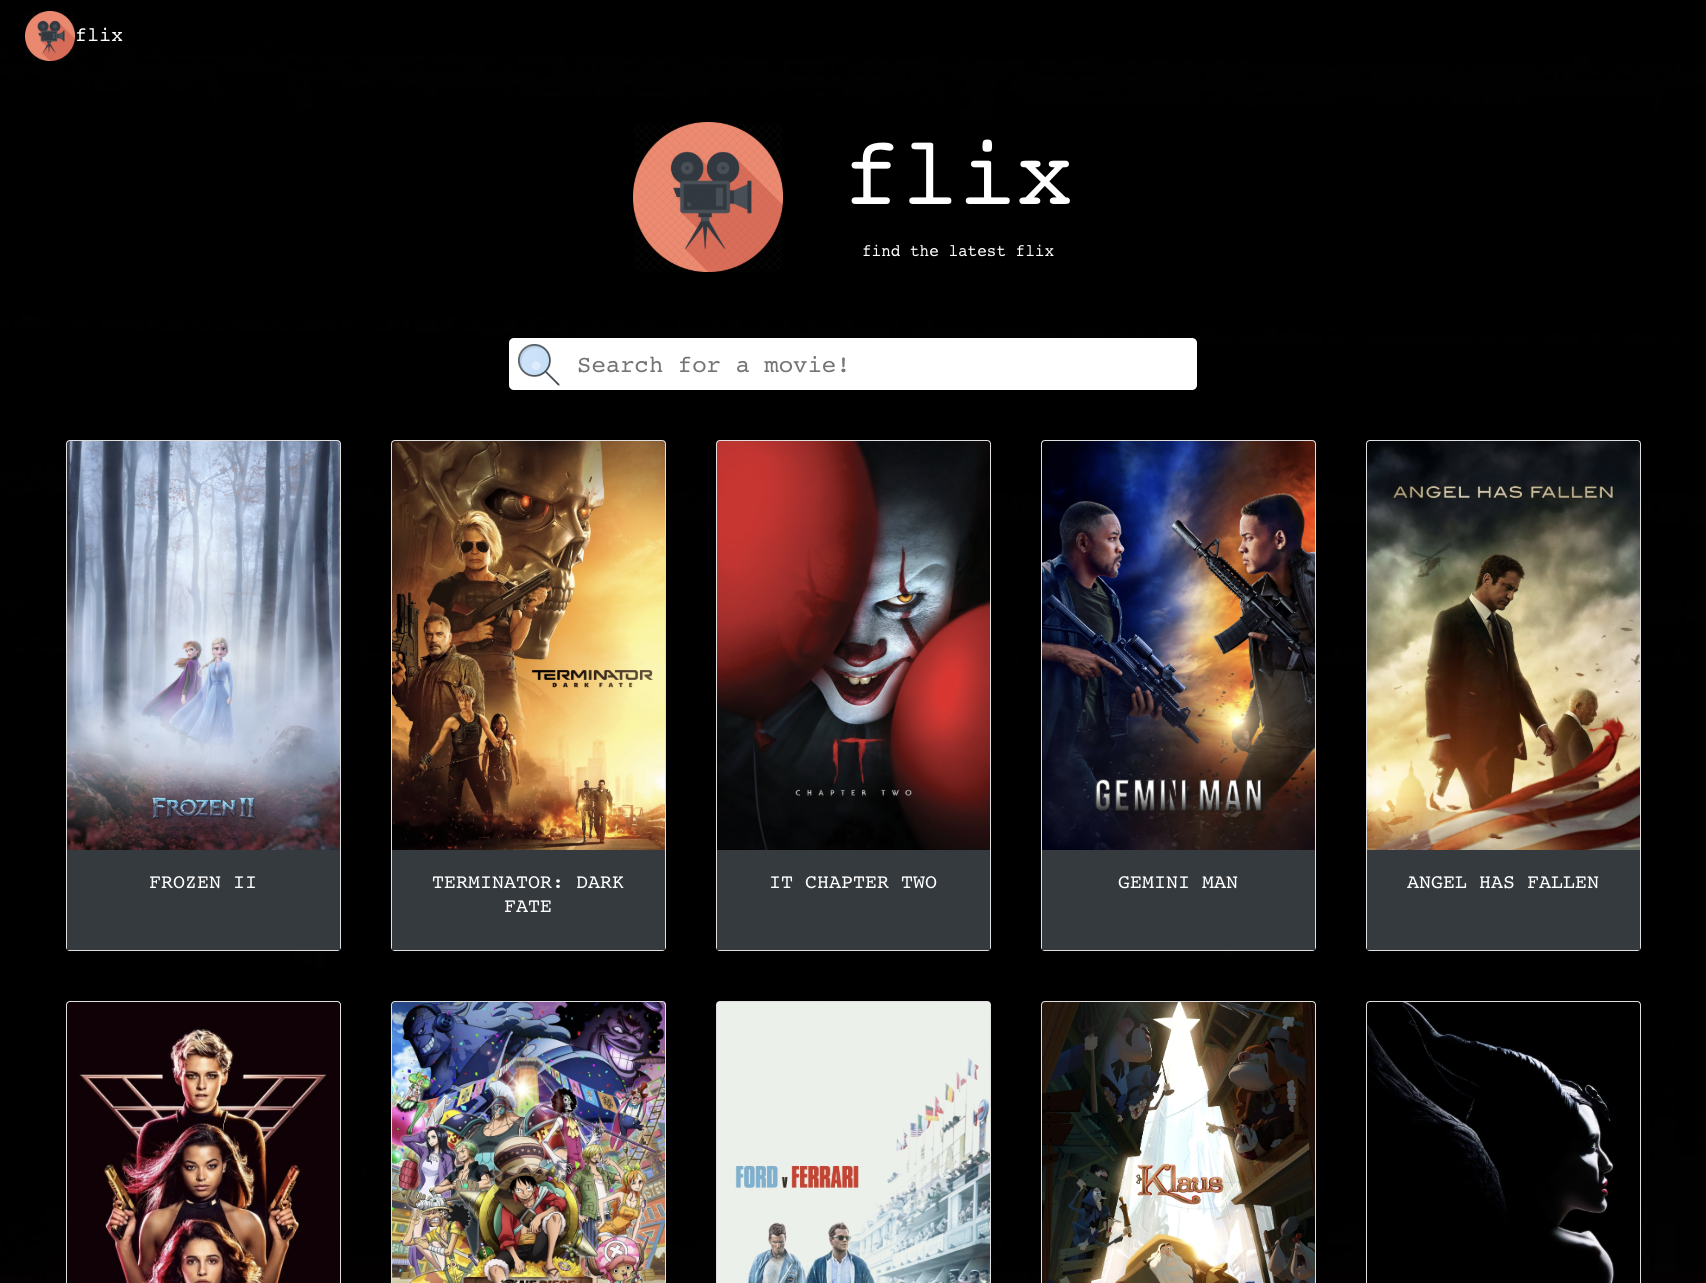 flix
flix
find the latest flix
Search for a movie!
FROZEN II
TERMINATOR
DARK FATE
IT
CHAPTER TWO
GEMINI MAN
ANGEL HAS FALLEN
FROZEN II
TERMINATOR: DARK
FATE
IT CHAPTER TWO
GEMINI MAN
ANGEL HAS FALLEN
FORD v FERRARI
Klaus